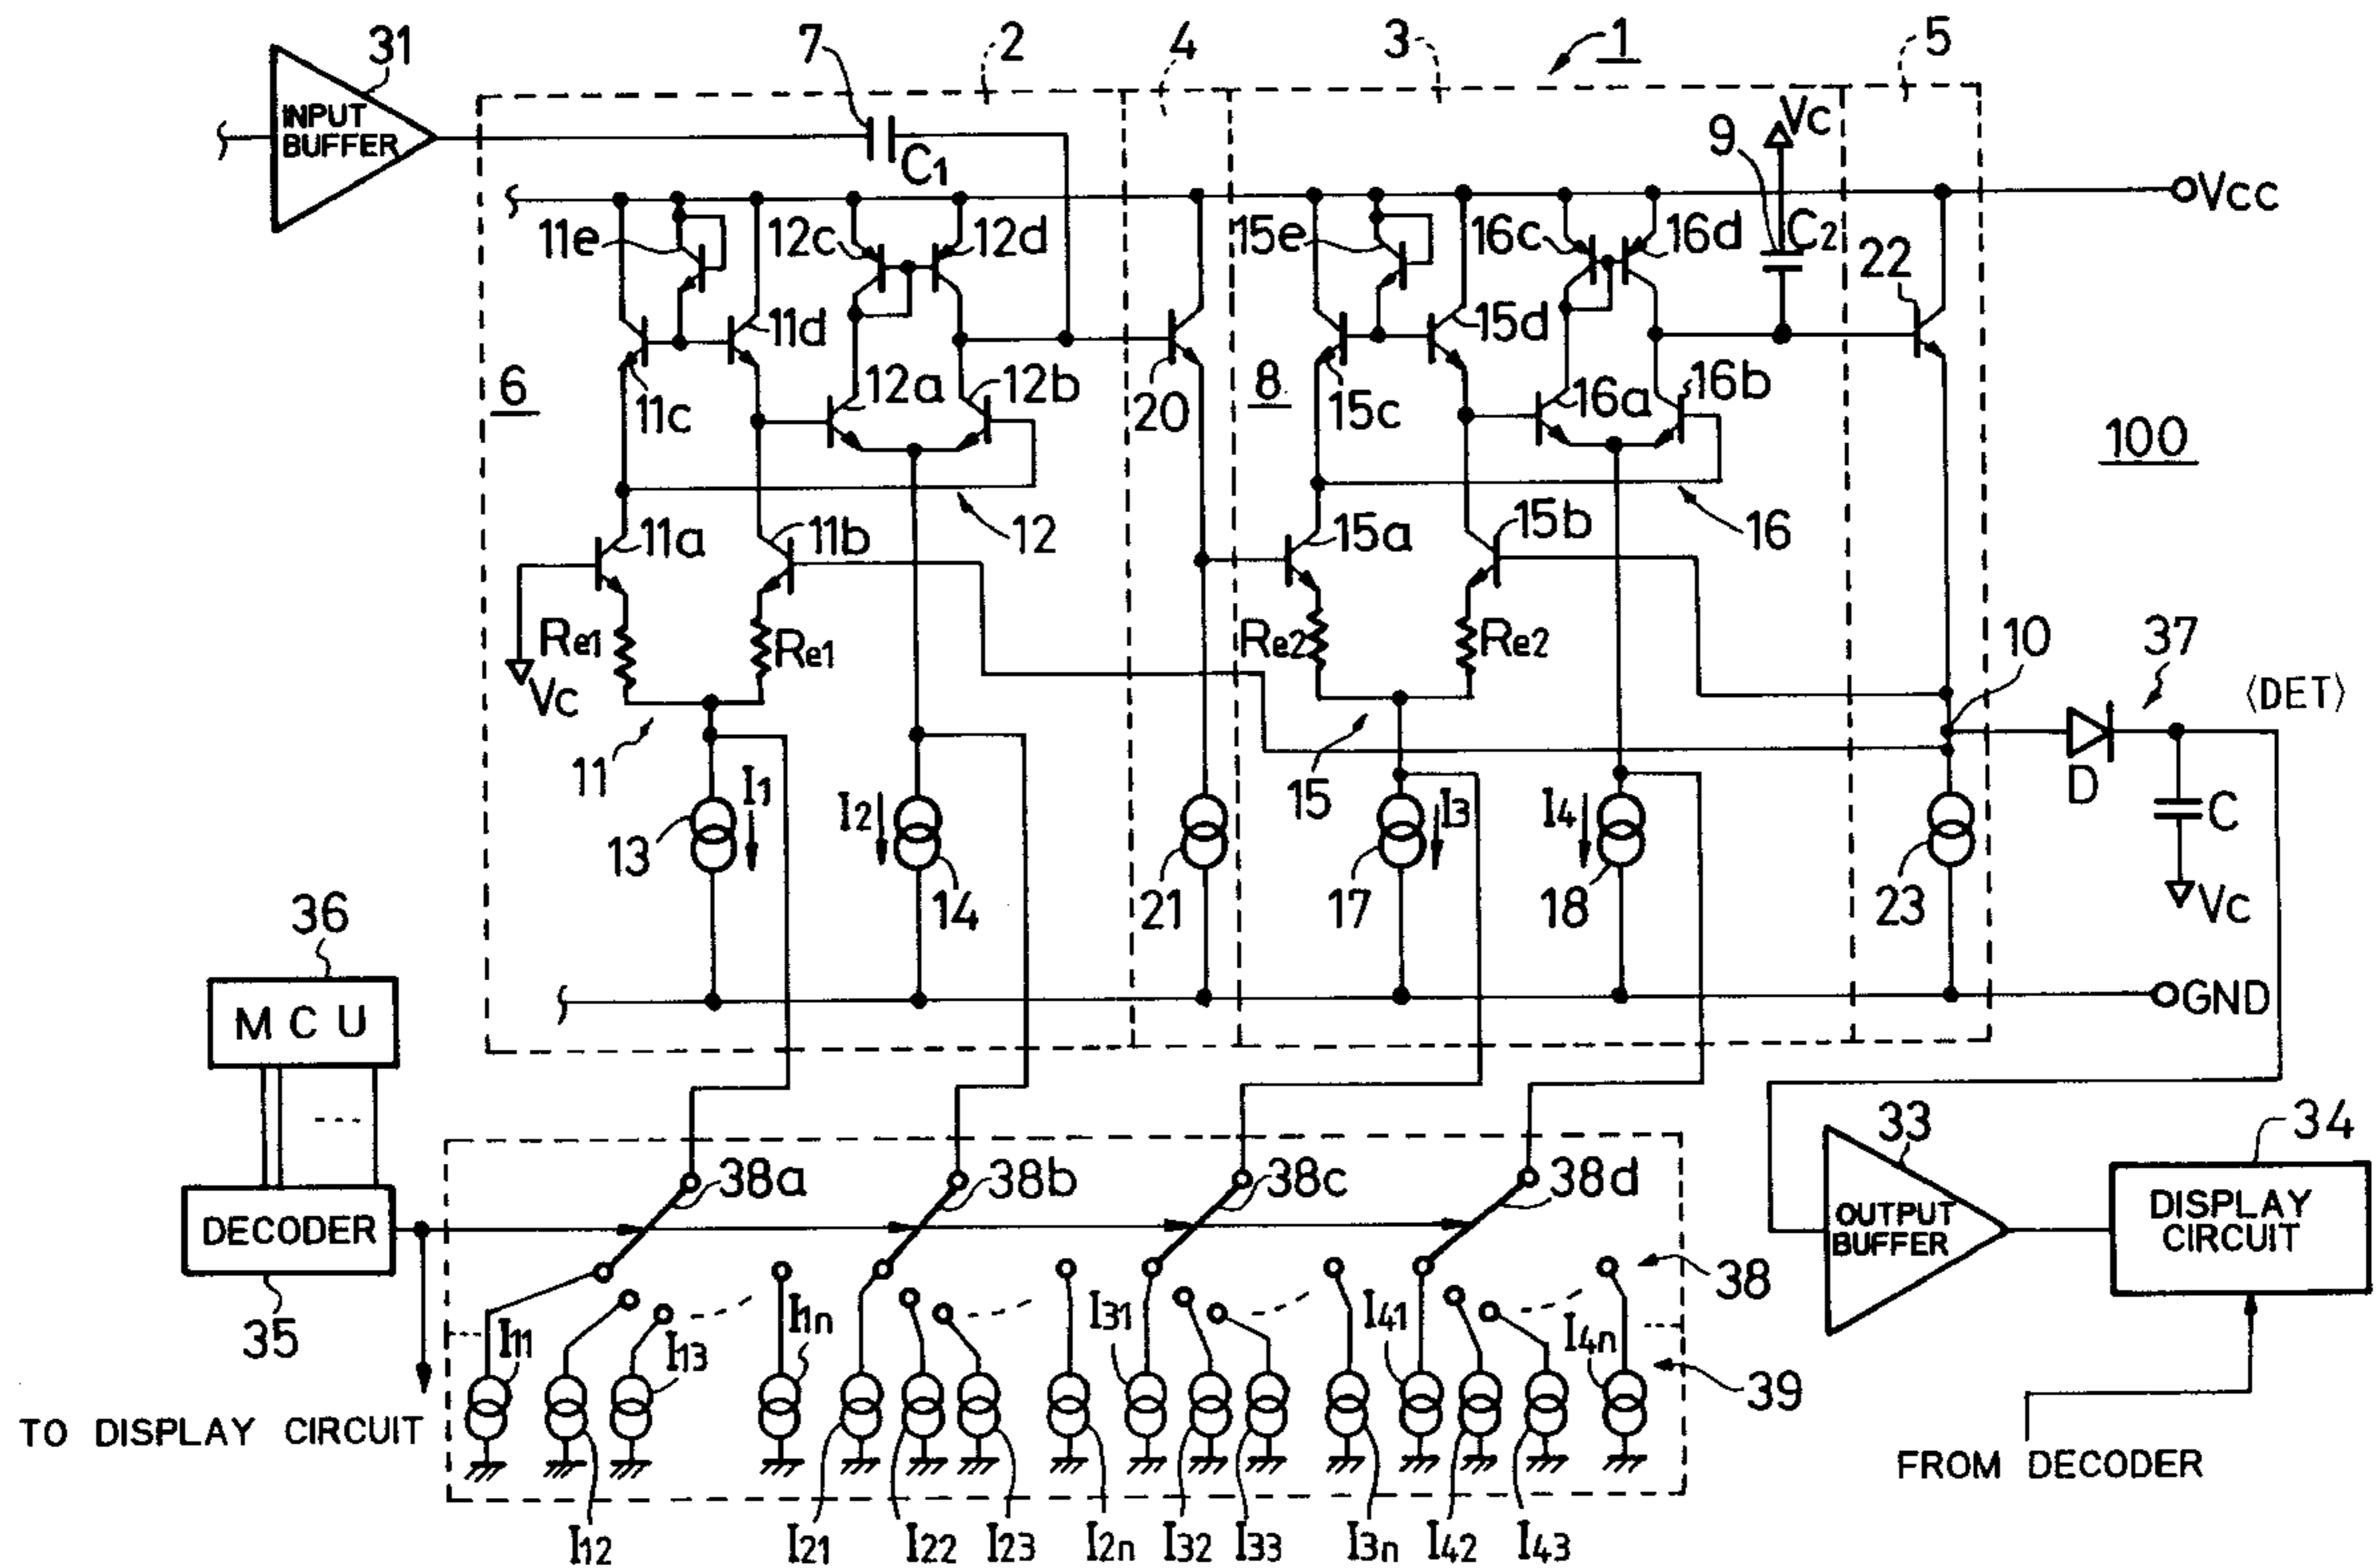 31
7
2
4
3
1
5
INPUT
BUFFER
C1
9
Vc
Vcc
11e
12c
12d
15e
16c
16d
C2
22
11d
15d
6
11c
12a
12b
20
8
15c
16a
16b
100
11a
11b
12
15a
15b
16
Re1
Re1
Re2
Re2
10
37
⟨DET⟩
Vc
11
I1
I2
15
I3
I4
D
C
13
14
21
17
18
23
Vc
36
MCU
GND
33
34
38a
38b
38c
38d
DECODER
OUTPUT
BUFFER
DISPLAY
CIRCUIT
35
I11
I13
I1n
I31
I41
I4n
38
39
TO DISPLAY CIRCUIT
FROM DECODER
I12
I21
I22
I23
I2n
I32
I33
I3n
I42
I43